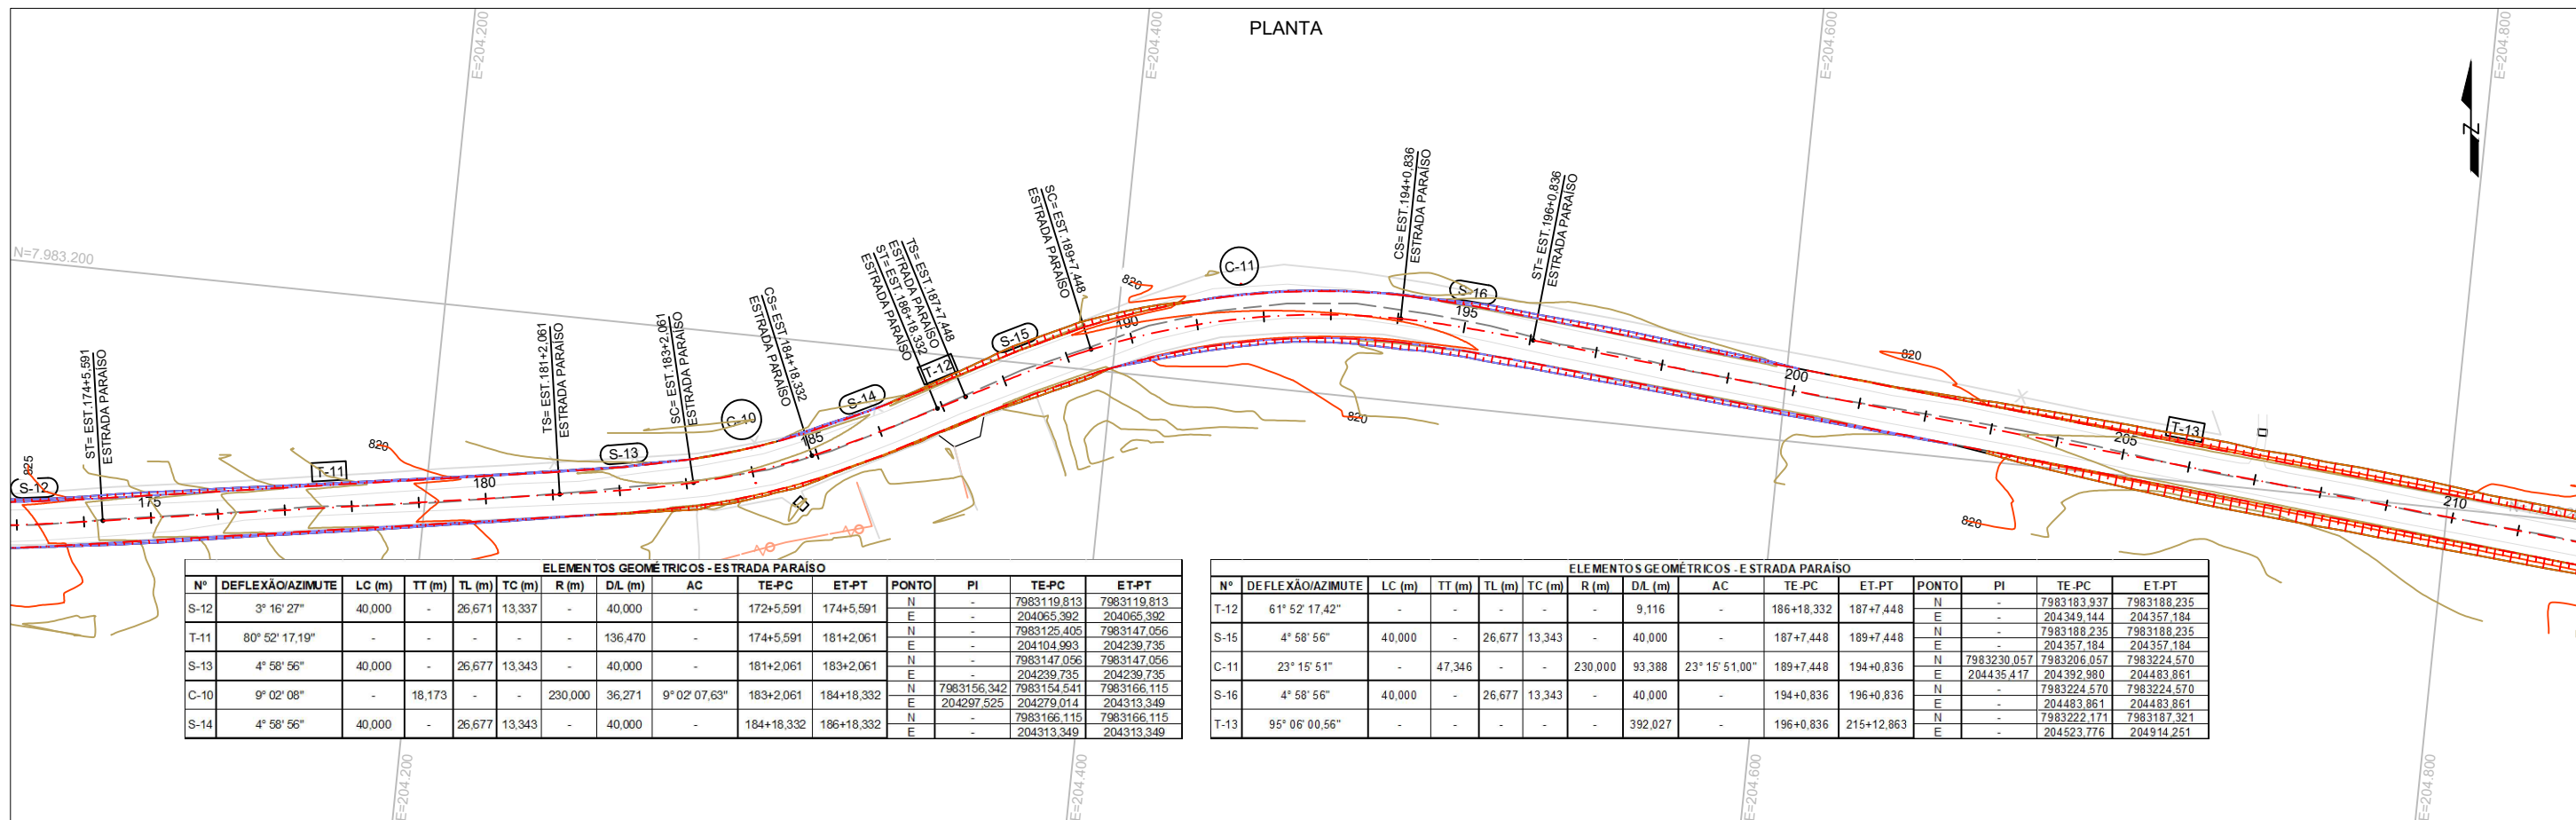 PLANTA
E=204.200
E=204.400
E=204.600
E=204.800
N=7.983.200
N
825
S-12
ST= EST.174+5,591
ESTRADA PARAÍSO
175
T-11
820
180
TS= EST.181+2,061
ESTRADA PARAÍSO
S-13
SC= EST.183+2,061
ESTRADA PARAÍSO
C-10
CS= EST.184+18,332
ESTRADA PARAÍSO
185
S-14
ST= EST.186+18,332
ESTRADA PARAÍSO
TS= EST.187+7,448
ESTRADA PARAÍSO
T-12
S-15
SC= EST.189+7,448
ESTRADA PARAÍSO
820
190
C-11
CS= EST.194+0,836
ESTRADA PARAÍSO
S-16
195
ST= EST.196+0,836
ESTRADA PARAÍSO
820
200
820
205
T-13
820
210
ELEMENTOS GEOMÉTRICOS - ESTRADA PARAÍSO
Nº DEFLEXÃO/AZIMUTE LC (m) TT (m) TL (m) TC (m) R (m) D/L (m) AC TE-PC ET-PT PONTO PI TE-PC ET-PT
S-12 3° 16' 27" 40,000 - 26,671 13,337 - 40,000 - 172+5,591 174+5,591 N - 7983119,813 7983119,813
E - 204065,392 204065,392
T-11 80° 52' 17,19" - - - - - 136,470 - 174+5,591 181+2,061 N - 7983125,405 7983147,056
E - 204104,993 204239,735
S-13 4° 58' 56" 40,000 - 26,677 13,343 - 40,000 - 181+2,061 183+2,061 N - 7983147,056 7983147,056
E - 204239,735 204239,735
C-10 9° 02' 08" - 18,173 - - 230,000 36,271 9° 02' 07,63" 183+2,061 184+18,332 N 7983156,342 7983154,541 7983166,115
E 204297,525 204279,014 204313,349
S-14 4° 58' 56" 40,000 - 26,677 13,343 - 40,000 - 184+18,332 186+18,332 N - 7983166,115 7983166,115
E - 204313,349 204313,349
ELEMENTOS GEOMÉTRICOS - ESTRADA PARAÍSO
Nº DEFLEXÃO/AZIMUTE LC (m) TT (m) TL (m) TC (m) R (m) D/L (m) AC TE-PC ET-PT PONTO PI TE-PC ET-PT
T-12 61° 52' 17,42" - - - - - 9,116 - 186+18,332 187+7,448 N - 7983183,937 7983188,235
E - 204349,144 204357,184
S-15 4° 58' 56" 40,000 - 26,677 13,343 - 40,000 - 187+7,448 189+7,448 N - 7983188,235 7983188,235
E - 204357,184 204357,184
C-11 23° 15' 51" - 47,346 - - 230,000 93,388 23° 15' 51,00" 189+7,448 194+0,836 N 7983230,057 7983206,057 7983224,570
E 204435,417 204392,980 204483,861
S-16 4° 58' 56" 40,000 - 26,677 13,343 - 40,000 - 194+0,836 196+0,836 N - 7983224,570 7983224,570
E - 204483,861 204483,861
T-13 95° 06' 00,56" - - - - - 392,027 - 196+0,836 215+12,863 N - 7983222,171 7983187,321
E - 204523,776 204914,251
E=204.200
E=204.400
E=204.600
E=204.800